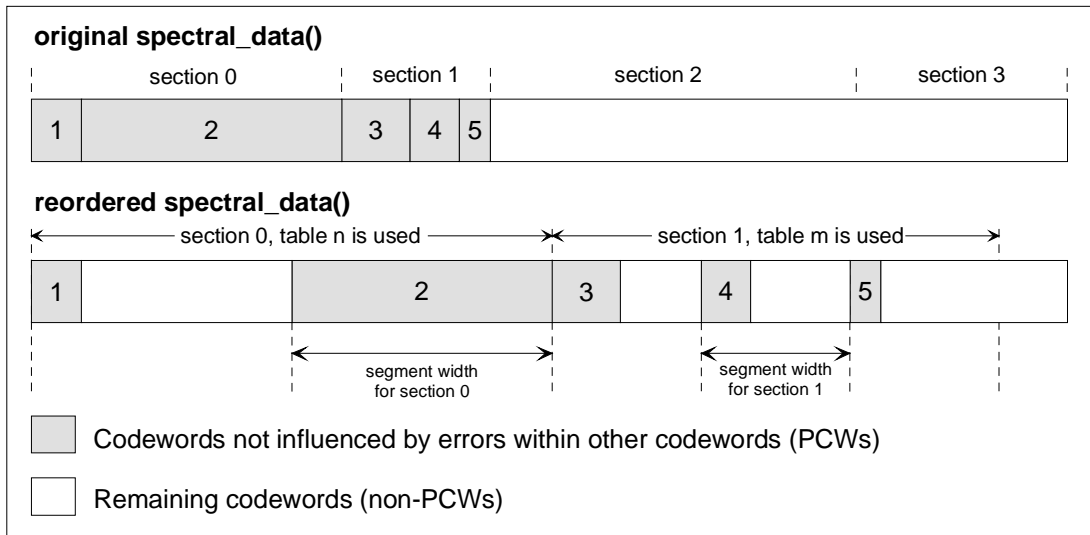 original spectral_data()
section 0
section 1
section 2
section 3
1
2
3
4
5
reordered spectral_data()
section 0, table n is used
section 1, table m is used
1
2
3
4
5
segment width
for section 0
segment width
for section 1
Codewords not influenced by errors within other codewords (PCWs)
Remaining codewords (non-PCWs)